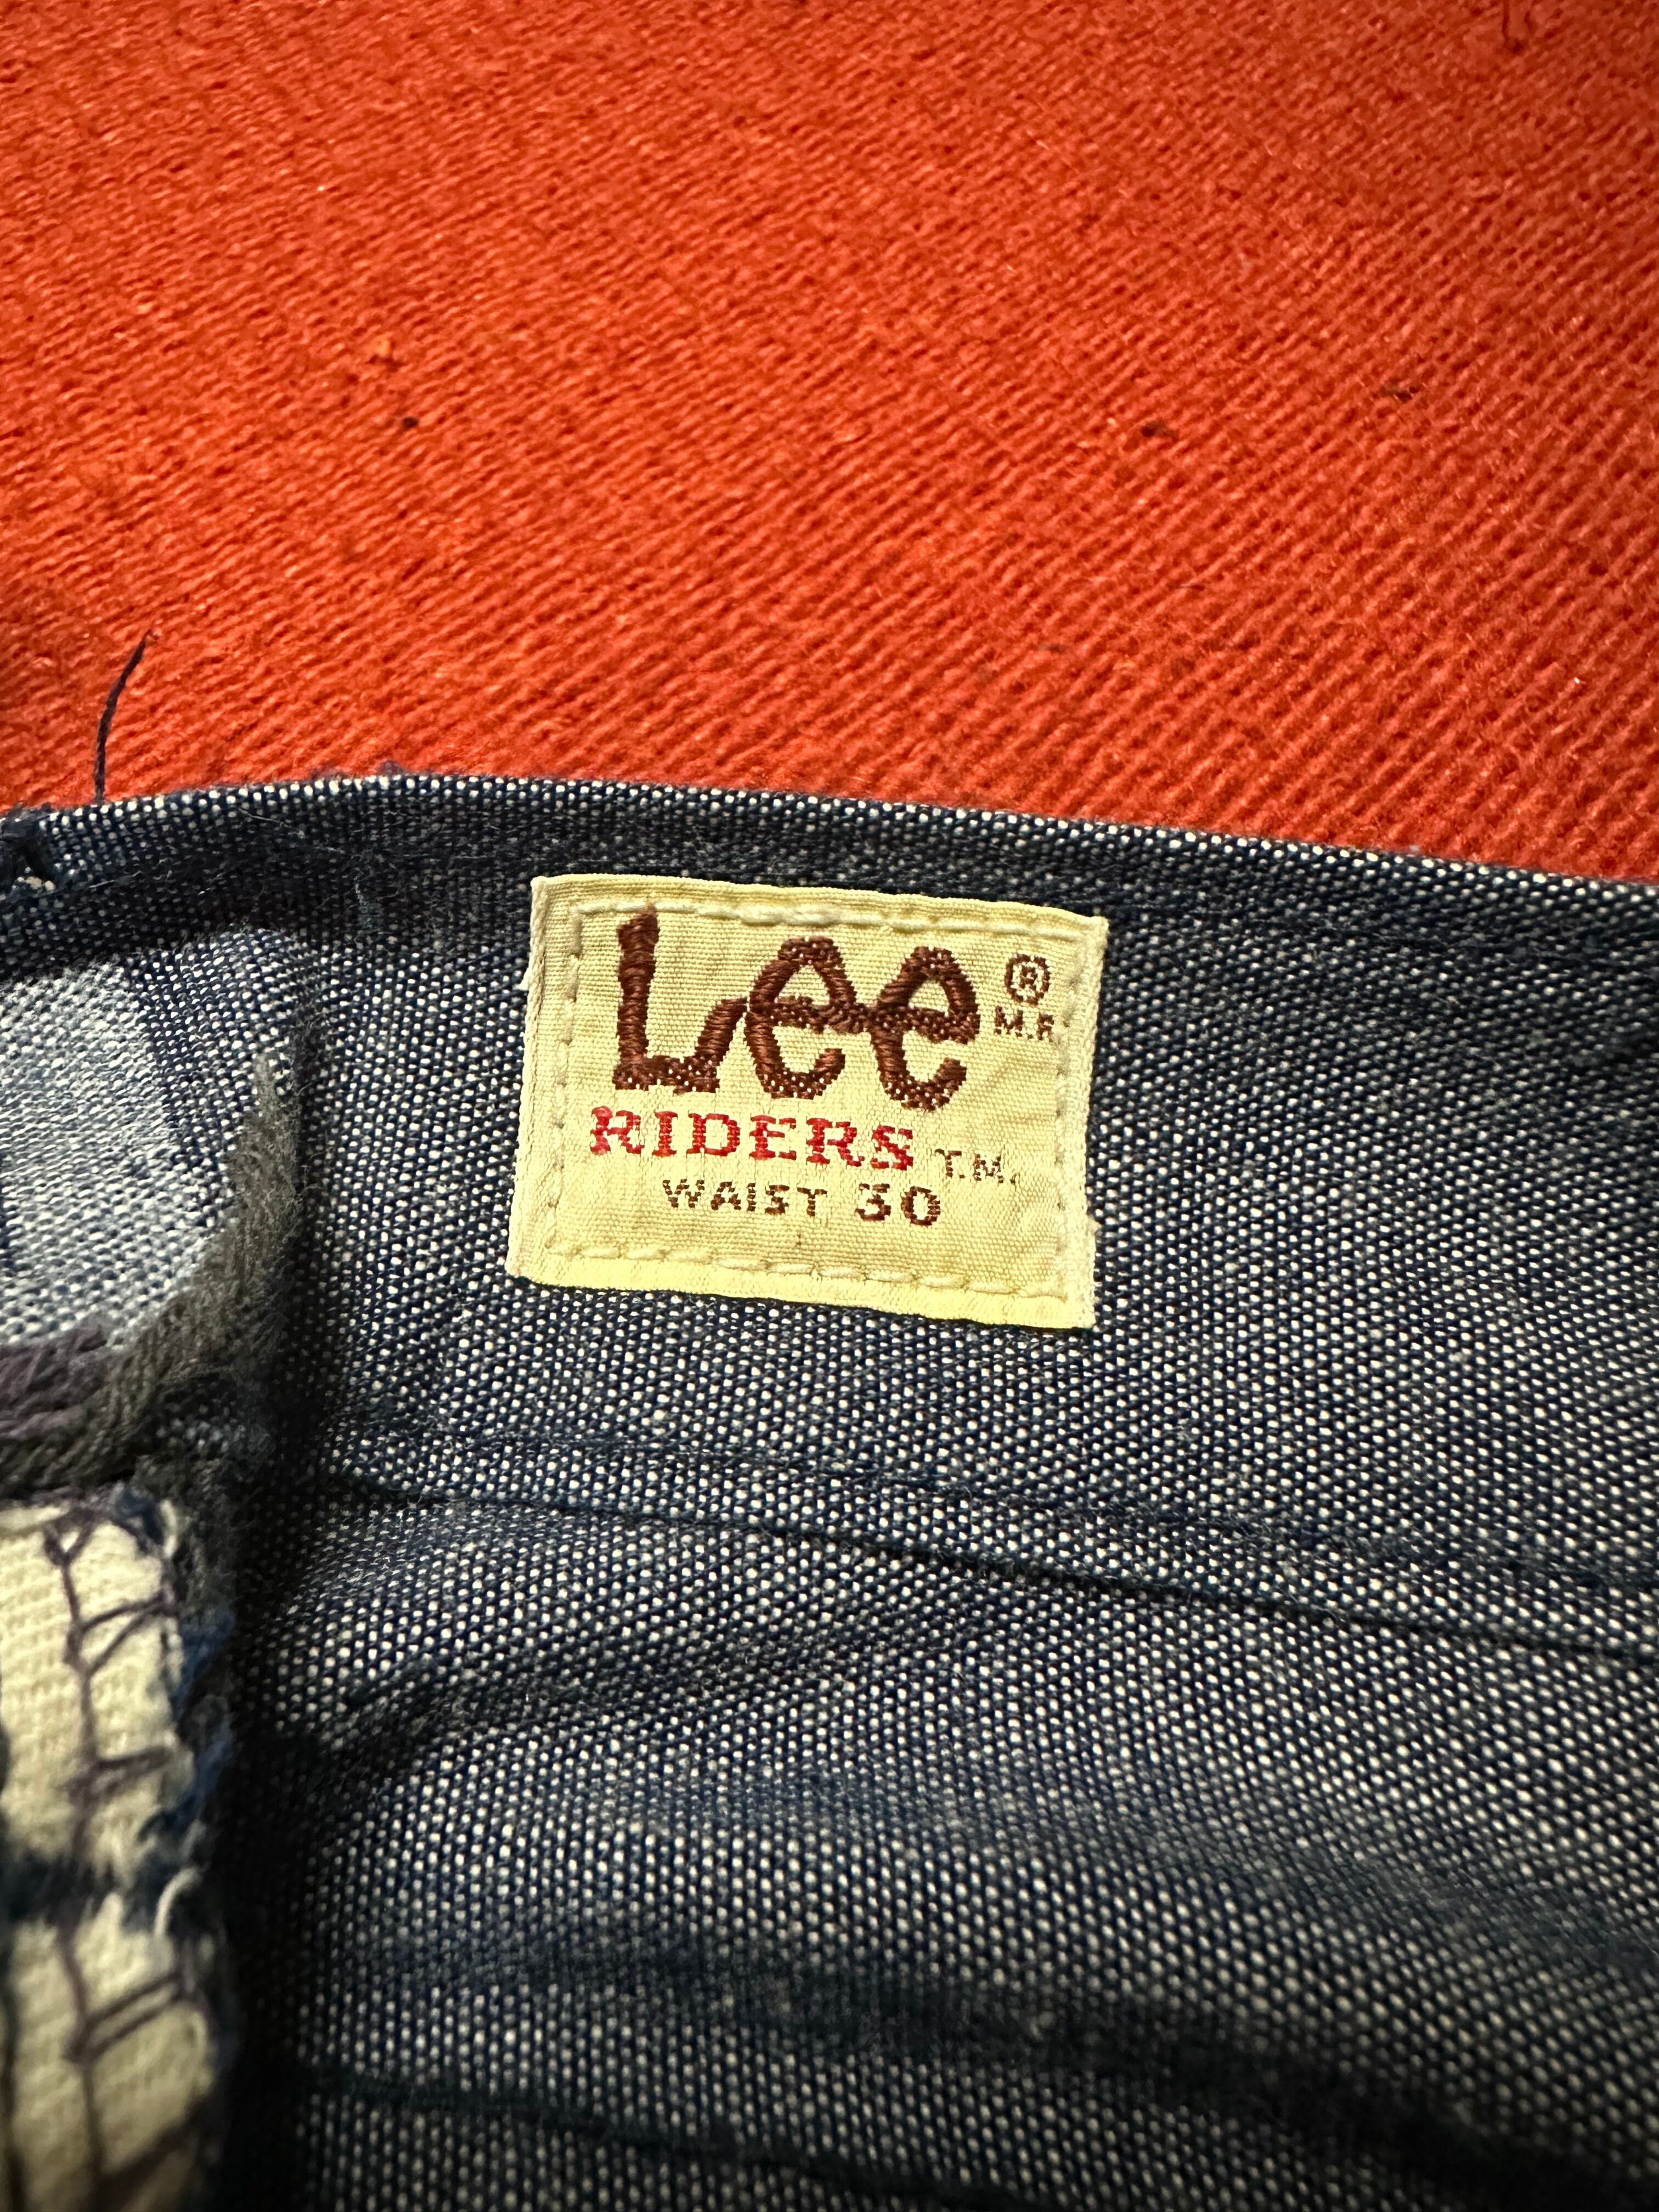 Lee ®
M.R.
RIDERS T.M.
WAIST 30